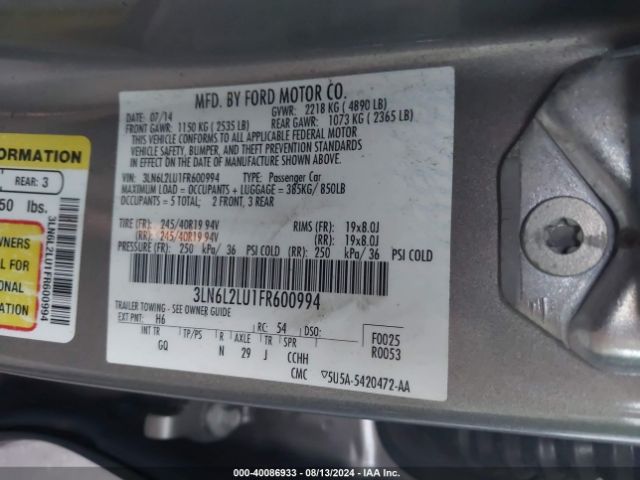 MFD. BY FORD MOTOR CO.
DATE: 07/14 GVWR: 2218 KG ( 4890 LB)
FRONT GAWR: 1150 KG ( 2535 LB) REAR GAWR: 1073 KG ( 2365 LB)
THIS VEHICLE CONFORMS TO ALL APPLICABLE FEDERAL MOTOR
VEHICLE SAFETY, BUMPER, AND THEFT PREVENTION STANDARDS
IN EFFECT ON THE DATE OF MANUFACTURE SHOWN ABOVE.
VIN: 3LN6L2LU1FR600994 TYPE: Passenger Car
MAXIMUM LOAD = OCCUPANTS + LUGGAGE = 385KG/ 850LB
OCCUPANTS = 5 TOTAL; 2 FRONT, 3 REAR
TIRE (FR): 245/40R19 94V RIMS (FR): 19x8.0J
(RR): 245/40R19 94V (RR): 19x8.0J
PRESSURE (FR): 250 kPa/ 36 PSI COLD (RR): 250 kPa/ 36 PSI COLD
3LN6L2LU1FR600994
TRAILER TOWING - SEE OWNER GUIDE
EXT PNT: H6 RC: 54 DSO:
INT TR TP/PS R AXLE TR SPR F0025
GQ N 29 J CCHH R0053
CMC ▽5U5A-5420472-AA
FORMATION
REAR: 3
50 lbs.
WNERS
L FOR
ONAL
ATION
3LN6L2LU1FR600994
000-40086933 - 08/13/2024 - IAA Inc.